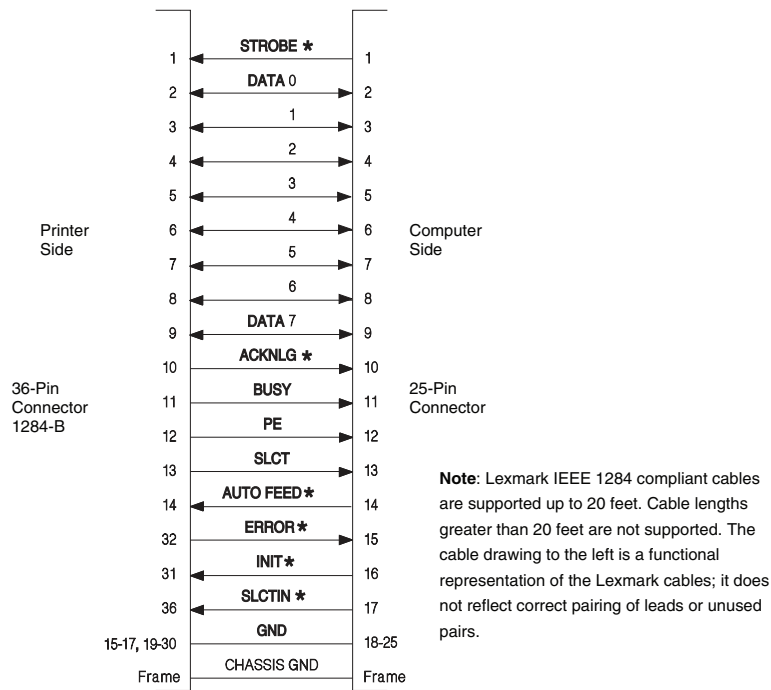 1 STROBE * 1
2 DATA 0 2
3 1 3
4 2 4
5 3 5
Printer
Side
6 4 6
Computer
Side
7 5 7
8 6 8
9 DATA 7 9
10 ACKNLG * 10
36-Pin
Connector
1284-B
11 BUSY 11
25-Pin
Connector
12 PE 12
13 SLCT 13
14 AUTO FEED * 14
32 ERROR * 15
31 INIT * 16
36 SLCTIN * 17
15-17, 19-30 GND 18-25
Frame CHASSIS GND Frame
Note: Lexmark IEEE 1284 compliant cables
are supported up to 20 feet. Cable lengths
greater than 20 feet are not supported. The
cable drawing to the left is a functional
representation of the Lexmark cables; it does
not reflect correct pairing of leads or unused
pairs.